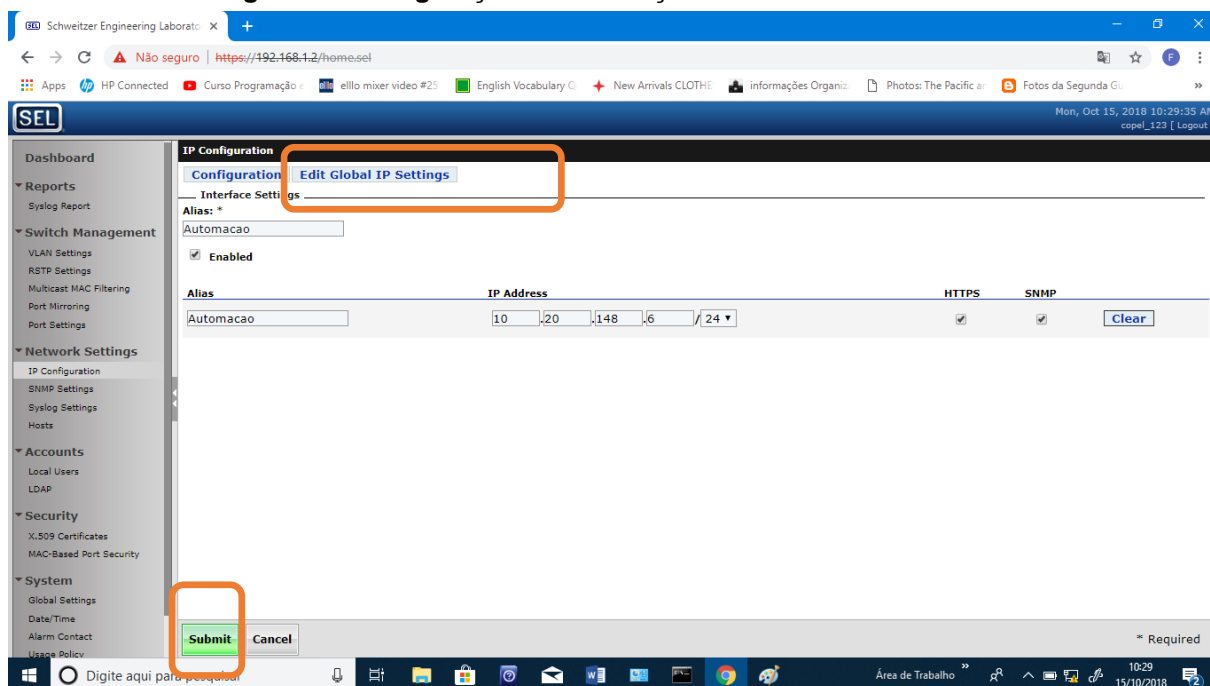 Schweitzer Engineering Laborato
Não seguro | https://192.168.1.2/home.sel
F
Apps HP Connected Curso Programação e elllo mixer video #25 English Vocabulary Q New Arrivals CLOTHE informações Organiz Photos: The Pacific ar Fotos da Segunda Gu »
SEL
Mon, Oct 15, 2018 10:29:35 AM
copel_123 [ Logout
Dashboard
Reports
Syslog Report
Switch Management
VLAN Settings
RSTP Settings
Multicast MAC Filtering
Port Mirroring
Port Settings
Network Settings
IP Configuration
SNMP Settings
Syslog Settings
Hosts
Accounts
Local Users
LDAP
Security
X.509 Certificates
MAC-Based Port Security
System
Global Settings
Date/Time
Alarm Contact
Usage Policy
IP Configuration
Configuration Edit Global IP Settings
Interface Settings
Alias: *
Automacao
Enabled
Alias IP Address HTTPS SNMP
Automacao 10 .20 .148 .6 / 24 Clear
Submit Cancel * Required
Digite aqui para pesquisar
Área de Trabalho »
10:29
15/10/2018
2